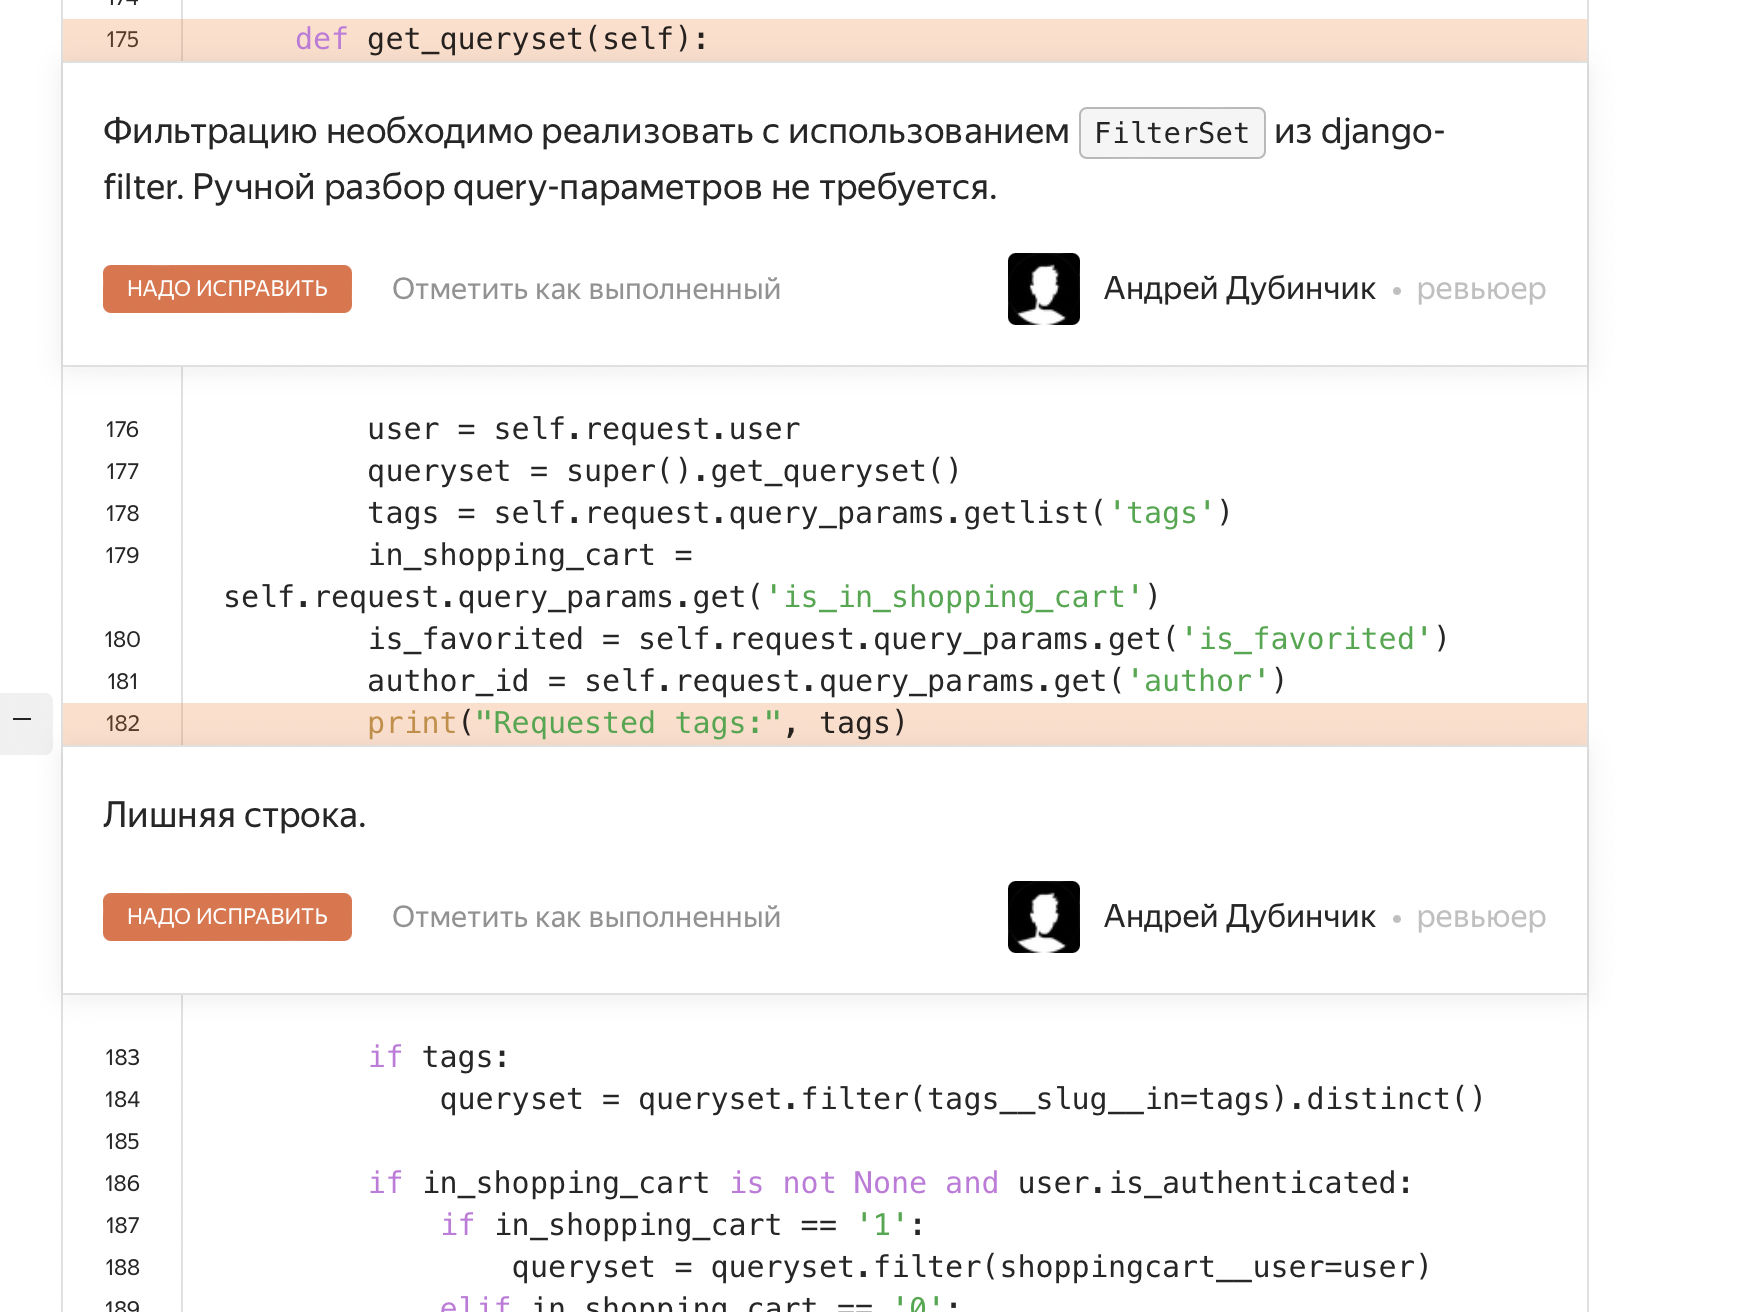 174
175 def get_queryset(self):
Фильтрацию необходимо реализовать с использованием FilterSet из django-
filter. Ручной разбор query-параметров не требуется.
НАДО ИСПРАВИТЬ Отметить как выполненный Андрей Дубинчик • ревьюер
176 user = self.request.user
177 queryset = super().get_queryset()
178 tags = self.request.query_params.getlist('tags')
179 in_shopping_cart =
self.request.query_params.get('is_in_shopping_cart')
180 is_favorited = self.request.query_params.get('is_favorited')
181 author_id = self.request.query_params.get('author')
182 print("Requested tags:", tags)
Лишняя строка.
НАДО ИСПРАВИТЬ Отметить как выполненный Андрей Дубинчик • ревьюер
183 if tags:
184 queryset = queryset.filter(tags__slug__in=tags).distinct()
185
186 if in_shopping_cart is not None and user.is_authenticated:
187 if in_shopping_cart == '1':
188 queryset = queryset.filter(shoppingcart__user=user)
189 elif in_shopping_cart == '0':